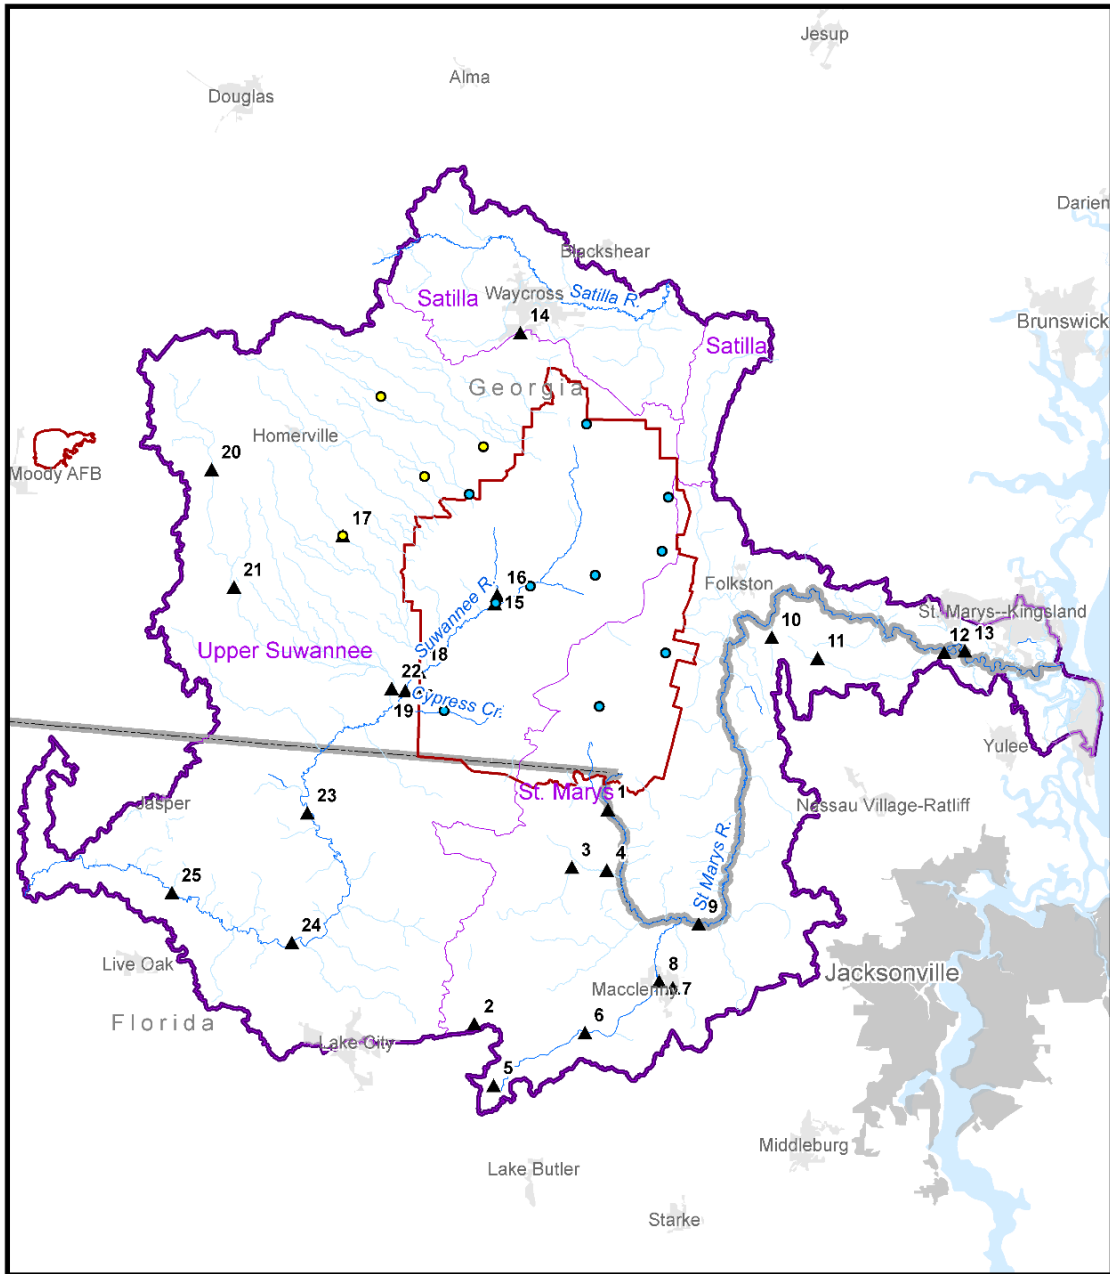 Jesup
Alma
Douglas
Darien
Blackshear
Satilla
Waycross
Satilla R.
14
Brunswick
Satilla
Georgia
Homerville
20
Moody AFB
17
21
16
15
Suwannee R.
Folkston
St. Marys--Kingsland
10
11
12
13
Upper Suwannee
18
22
Cypress Cr.
19
Yulee
St. Marys
1
Jasper
23
Nassau Village-Ratliff
3
4
St Marys R.
25
9
24
Live Oak
8
Jacksonville
Macclenny
7
Florida
2
6
Lake City
5
Middleburg
Lake Butler
Starke